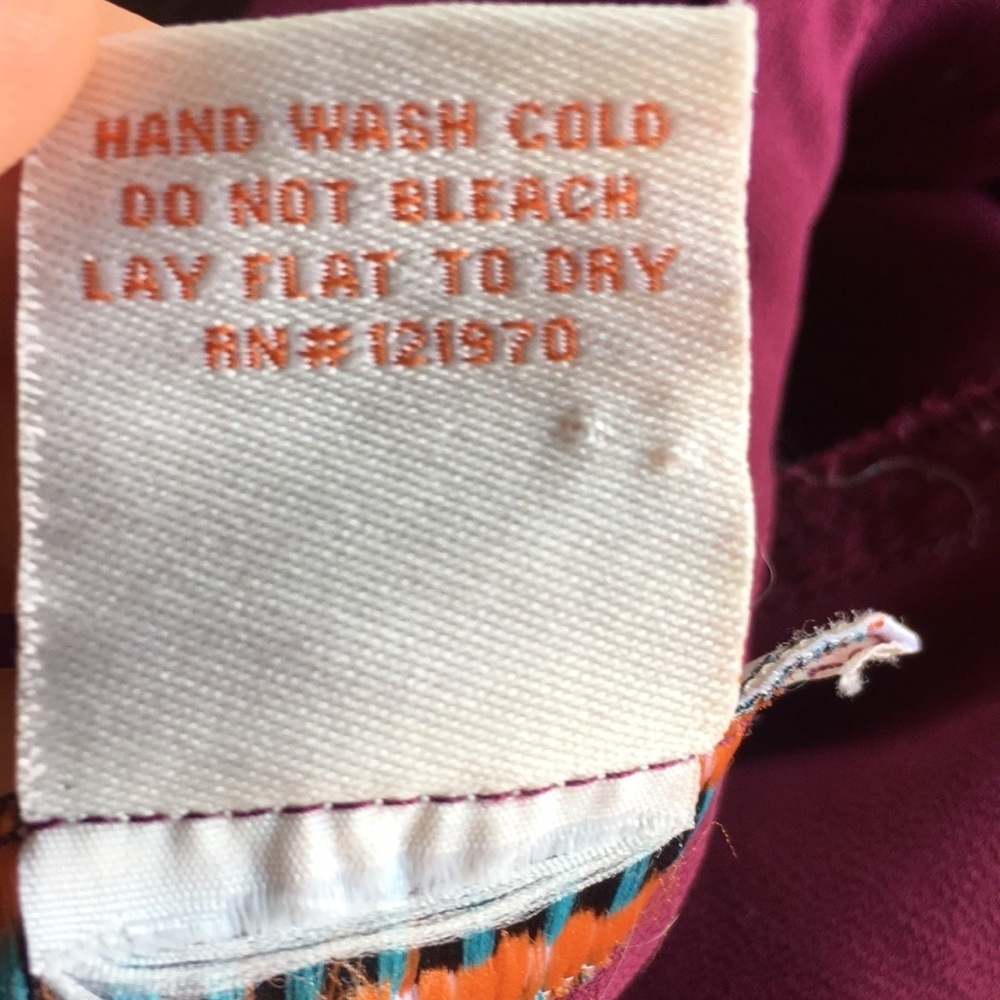 HAND WASH COLD
DO NOT BLEACH
LAY FLAT TO DRY
RN# 121970